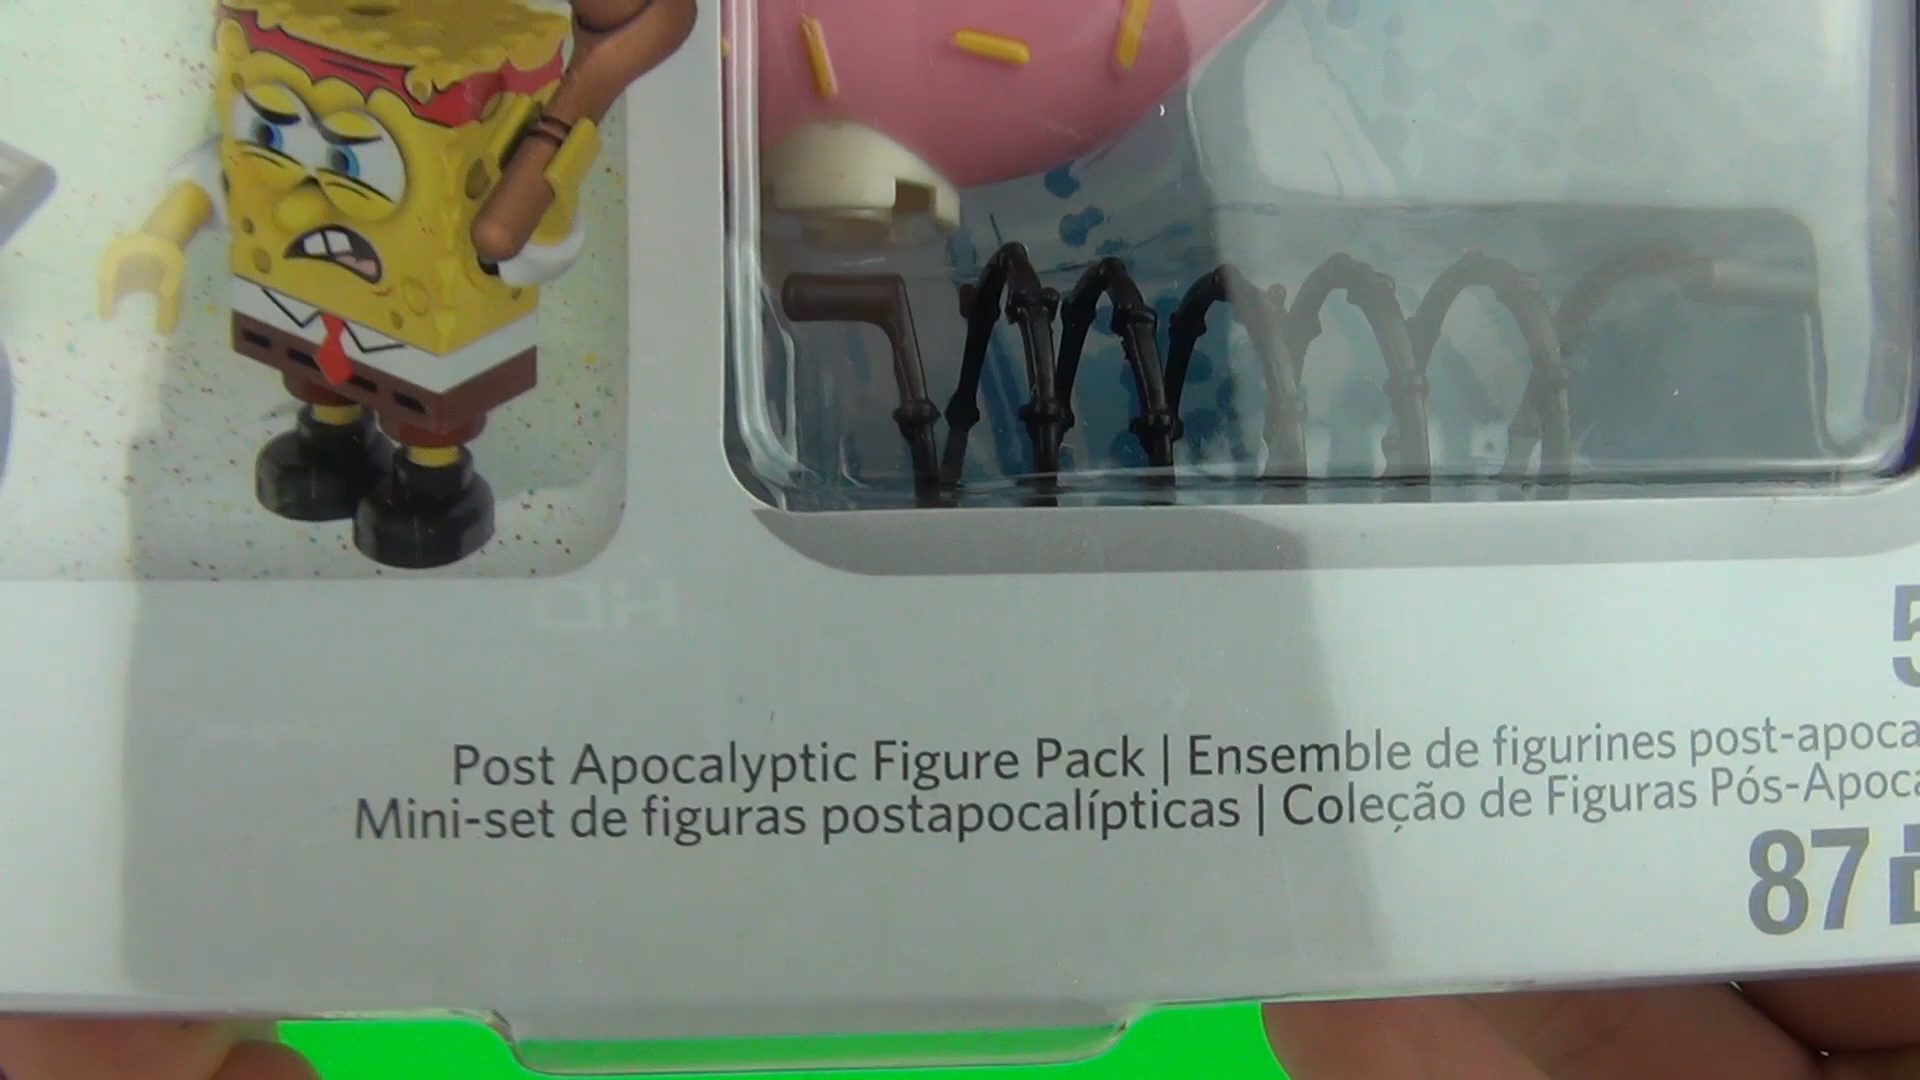 Post Apocalyptic Figure Pack | Ensemble de figurines post-apoca
Mini-set de figuras postapocalípticas | Coleção de Figuras Pós-Apoca
87